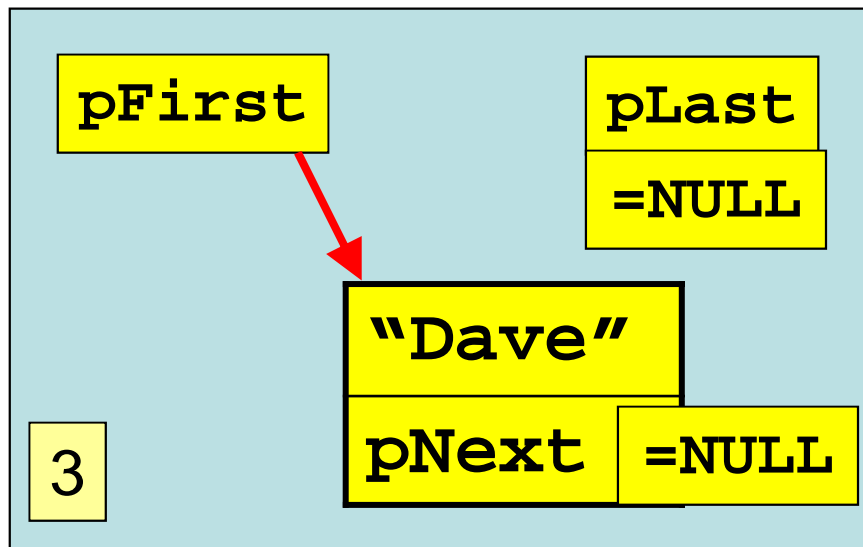 pFirst
pLast
=NULL
“Dave”
pNext
=NULL
3